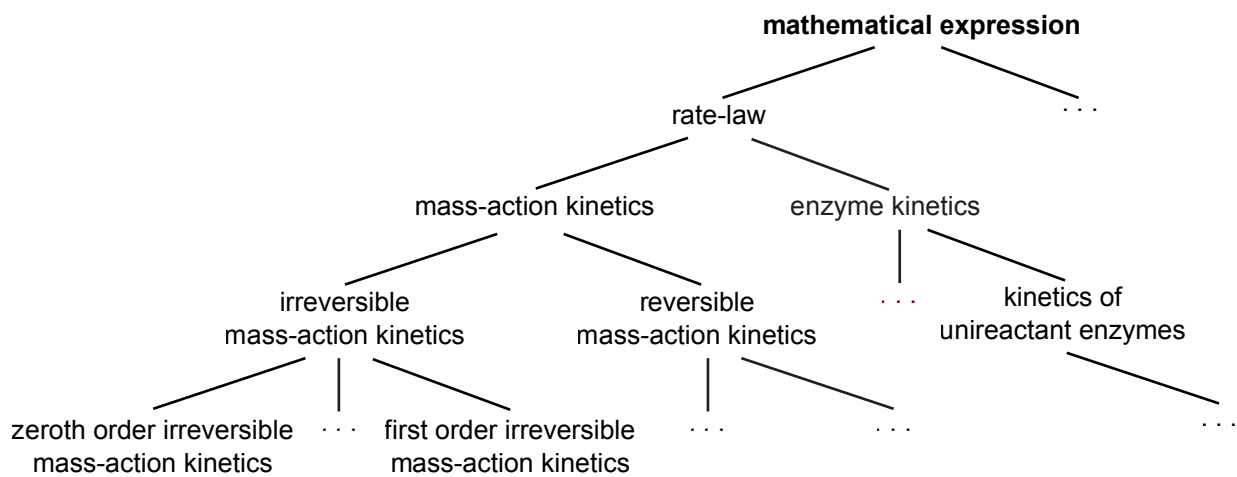 mathematical expression
rate-law
. . .
mass-action kinetics
enzyme kinetics
irreversible
mass-action kinetics
reversible
mass-action kinetics
. . .
kinetics of
unireactant enzymes
zeroth order irreversible
mass-action kinetics
. . .
first order irreversible
mass-action kinetics
. . .
. . .
. . .